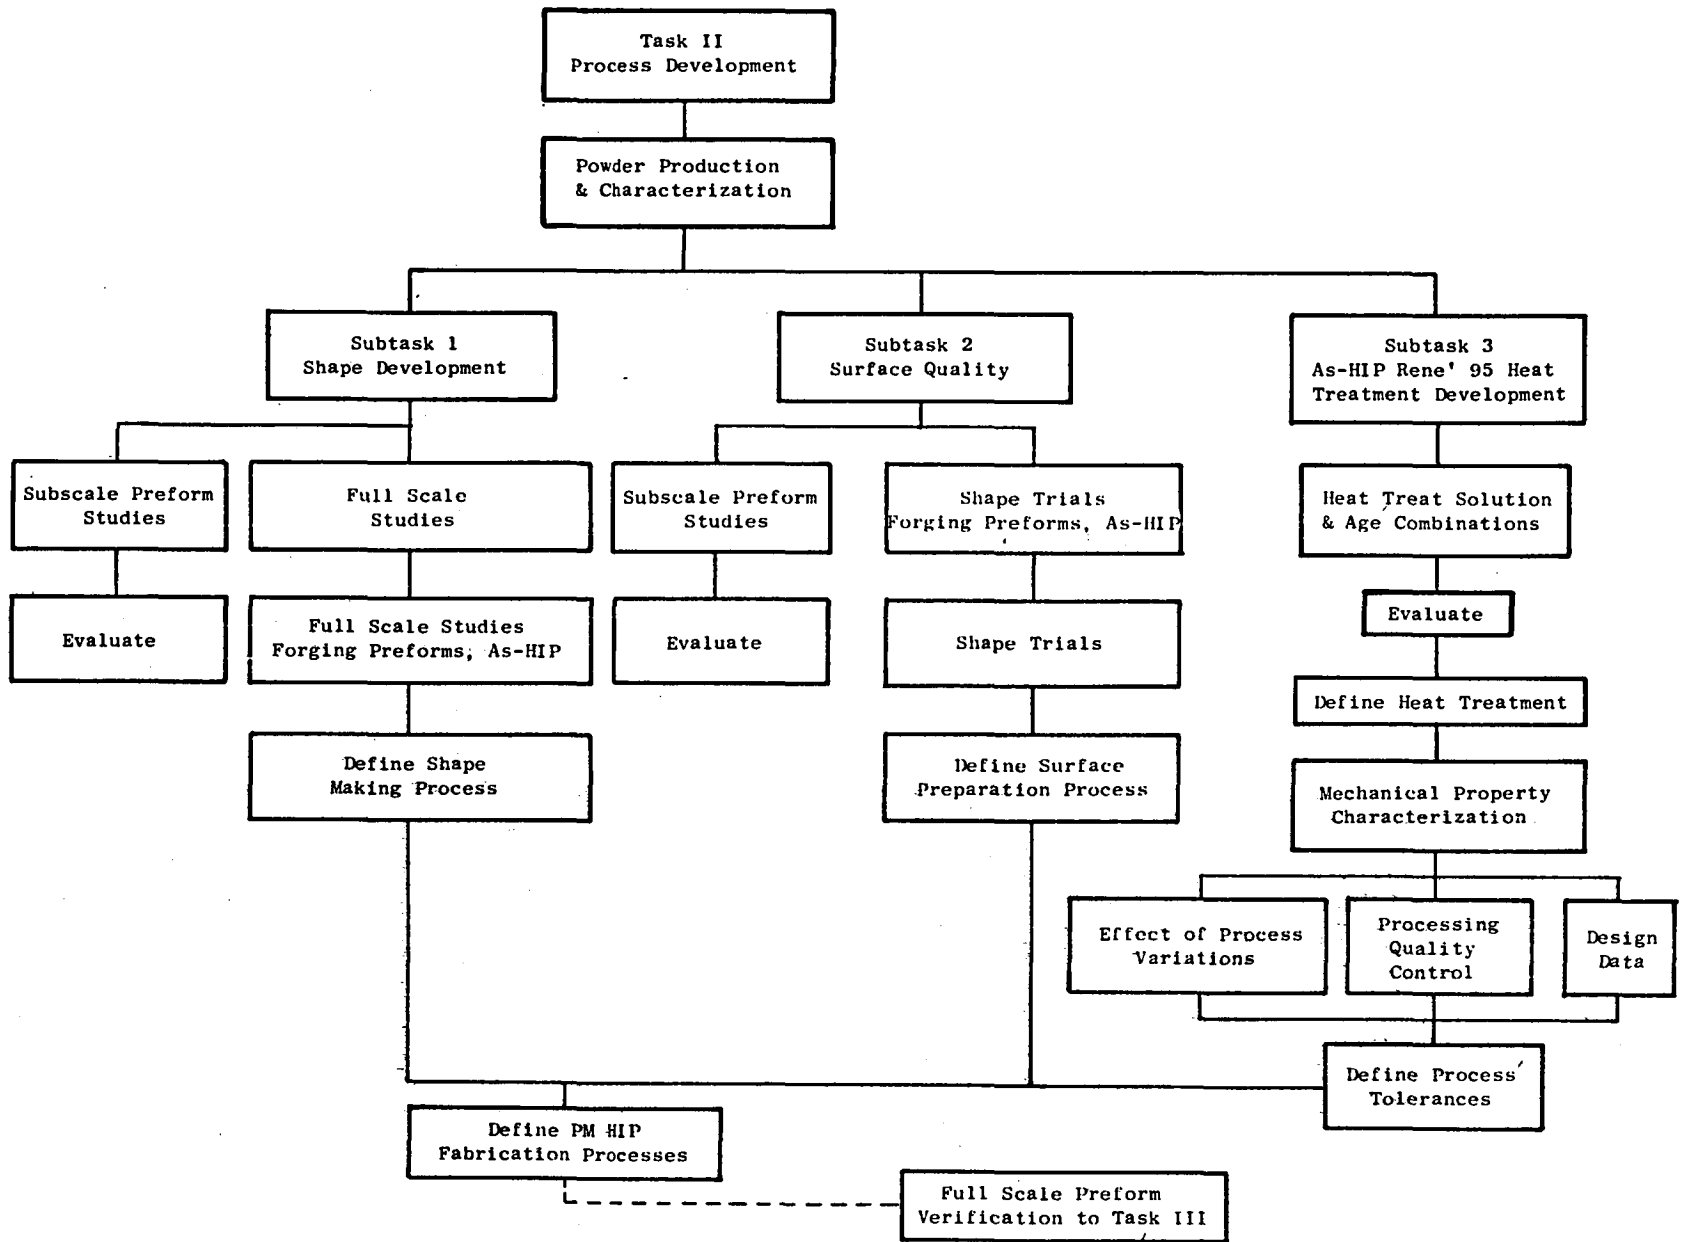 Task II
Process Development
Powder Production
& Characterization
Subtask 1
Shape Development
Subtask 2
Surface Quality
Subtask 3
As-HIP Rene' 95 Heat
Treatment Development
Subscale Preform
Studies
Full Scale
Studies
Subscale Preform
Studies
Shape Trials
Forging Preforms, As-HIP
Heat Treat Solution
& Age Combinations
Evaluate
Full Scale Studies
Forging Preforms, As-HIP
Evaluate
Shape Trials
Evaluate
Define Heat Treatment
Define Shape
Making Process
Define Surface
Preparation Process
Mechanical Property
Characterization
Effect of Process
Variations
Processing
Quality
Control
Design
Data
Define Process
Tolerances
Define PM HIP
Fabrication Processes
Full Scale Preform
Verification to Task III